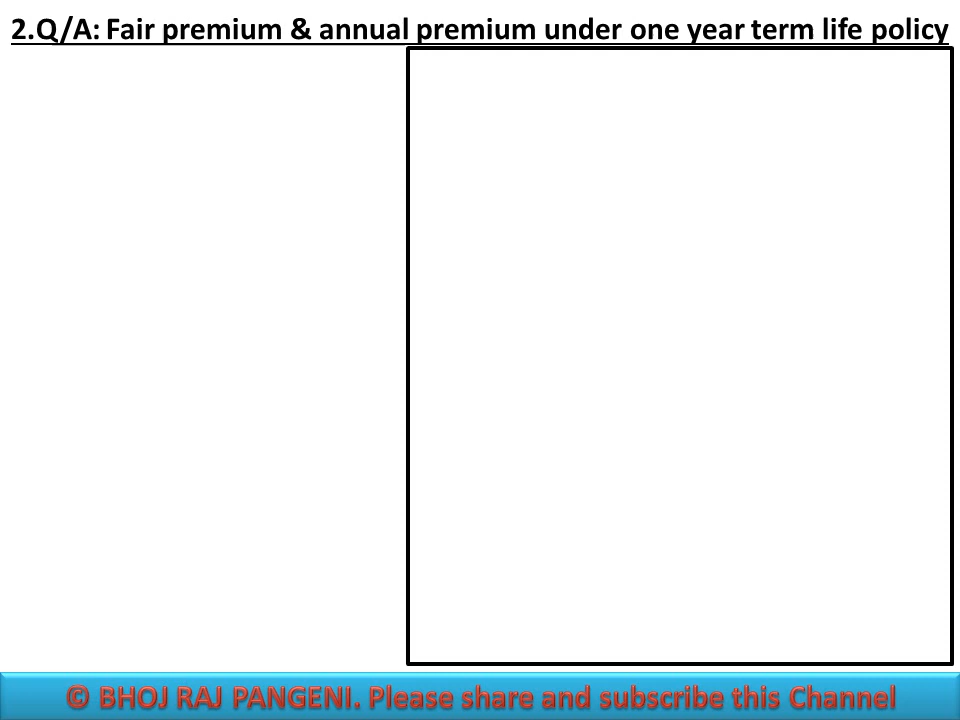 2.Q/A: Fair premium & annual premium under one year term life policy
© BHOJ RAJ PANGENI. Please share and subscribe this Channel